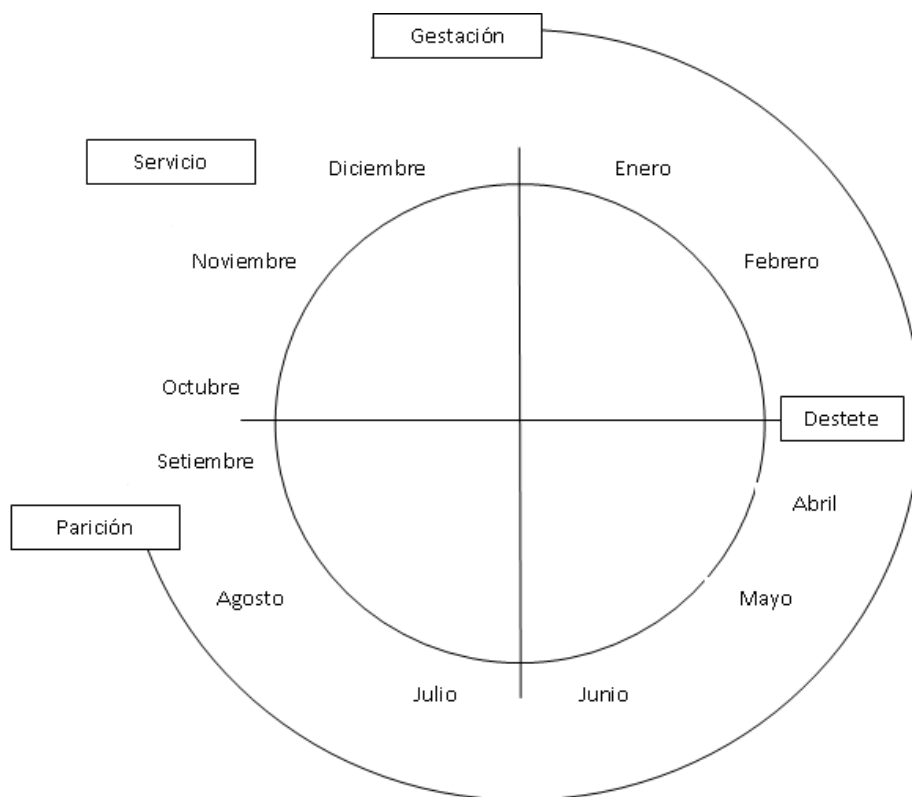 Gestación
Servicio
Diciembre
Enero
Noviembre
Febrero
Octubre
Destete
Setiembre
Abril
Parición
Agosto
Mayo
Julio
Junio